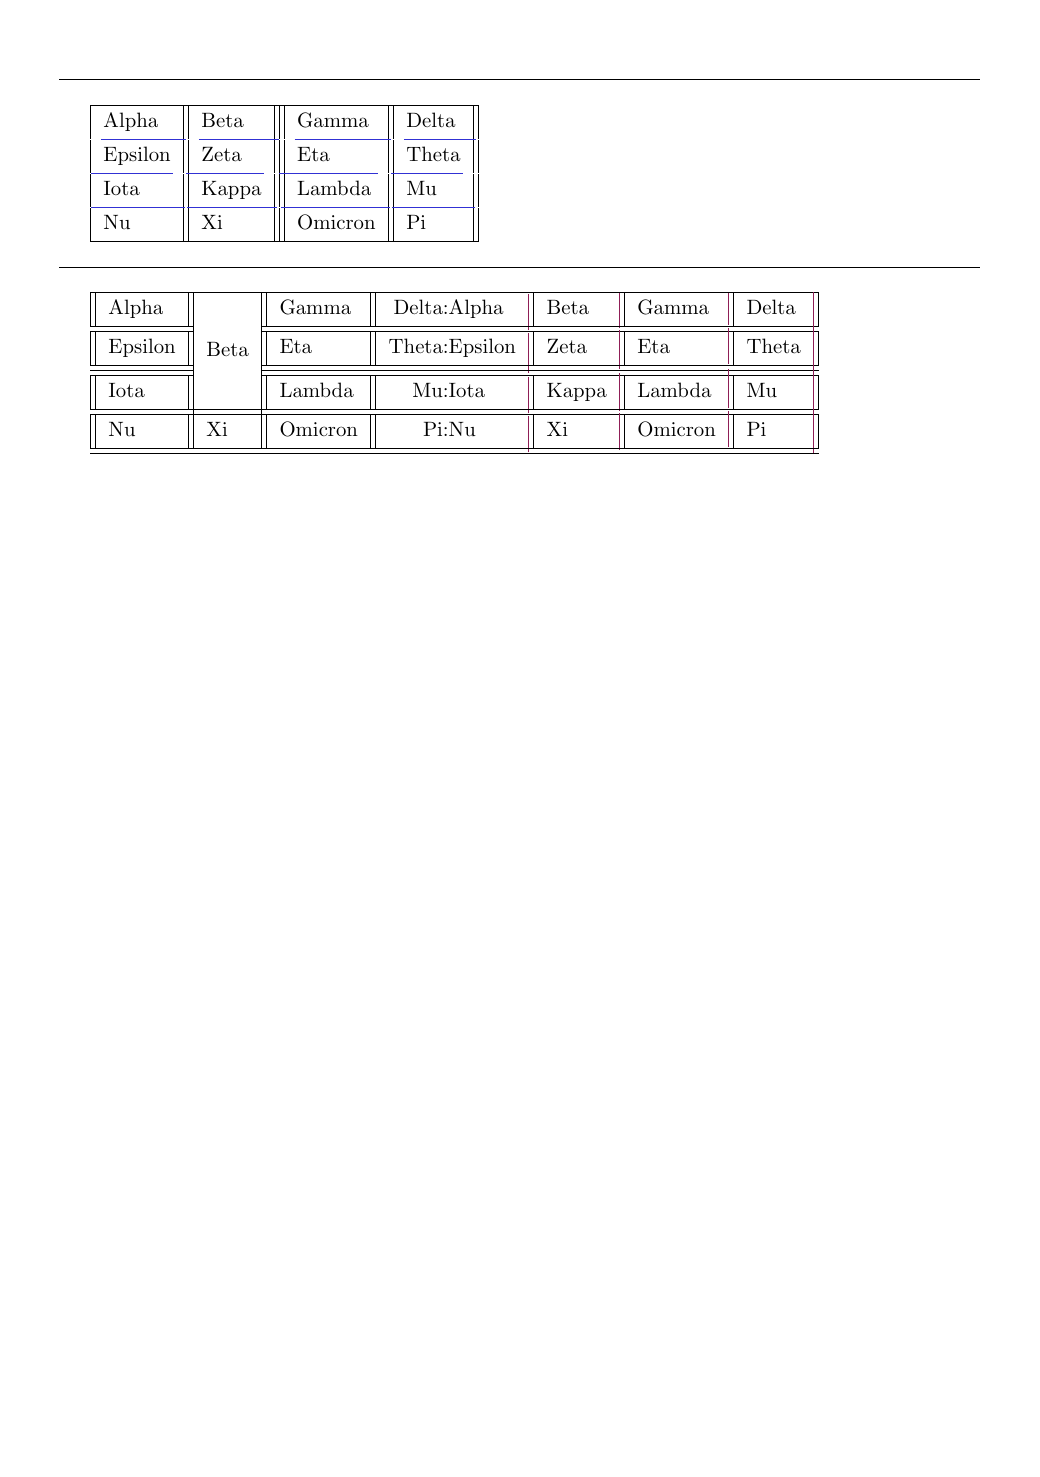 Alpha Beta Gamma Delta
Epsilon Zeta Eta Theta
Iota Kappa Lambda Mu
Nu Xi Omicron Pi
Alpha Gamma Delta:Alpha Beta Gamma Delta
Epsilon Beta Eta Theta:Epsilon Zeta Eta Theta
Iota Lambda Mu:Iota Kappa Lambda Mu
Nu Xi Omicron Pi:Nu Xi Omicron Pi